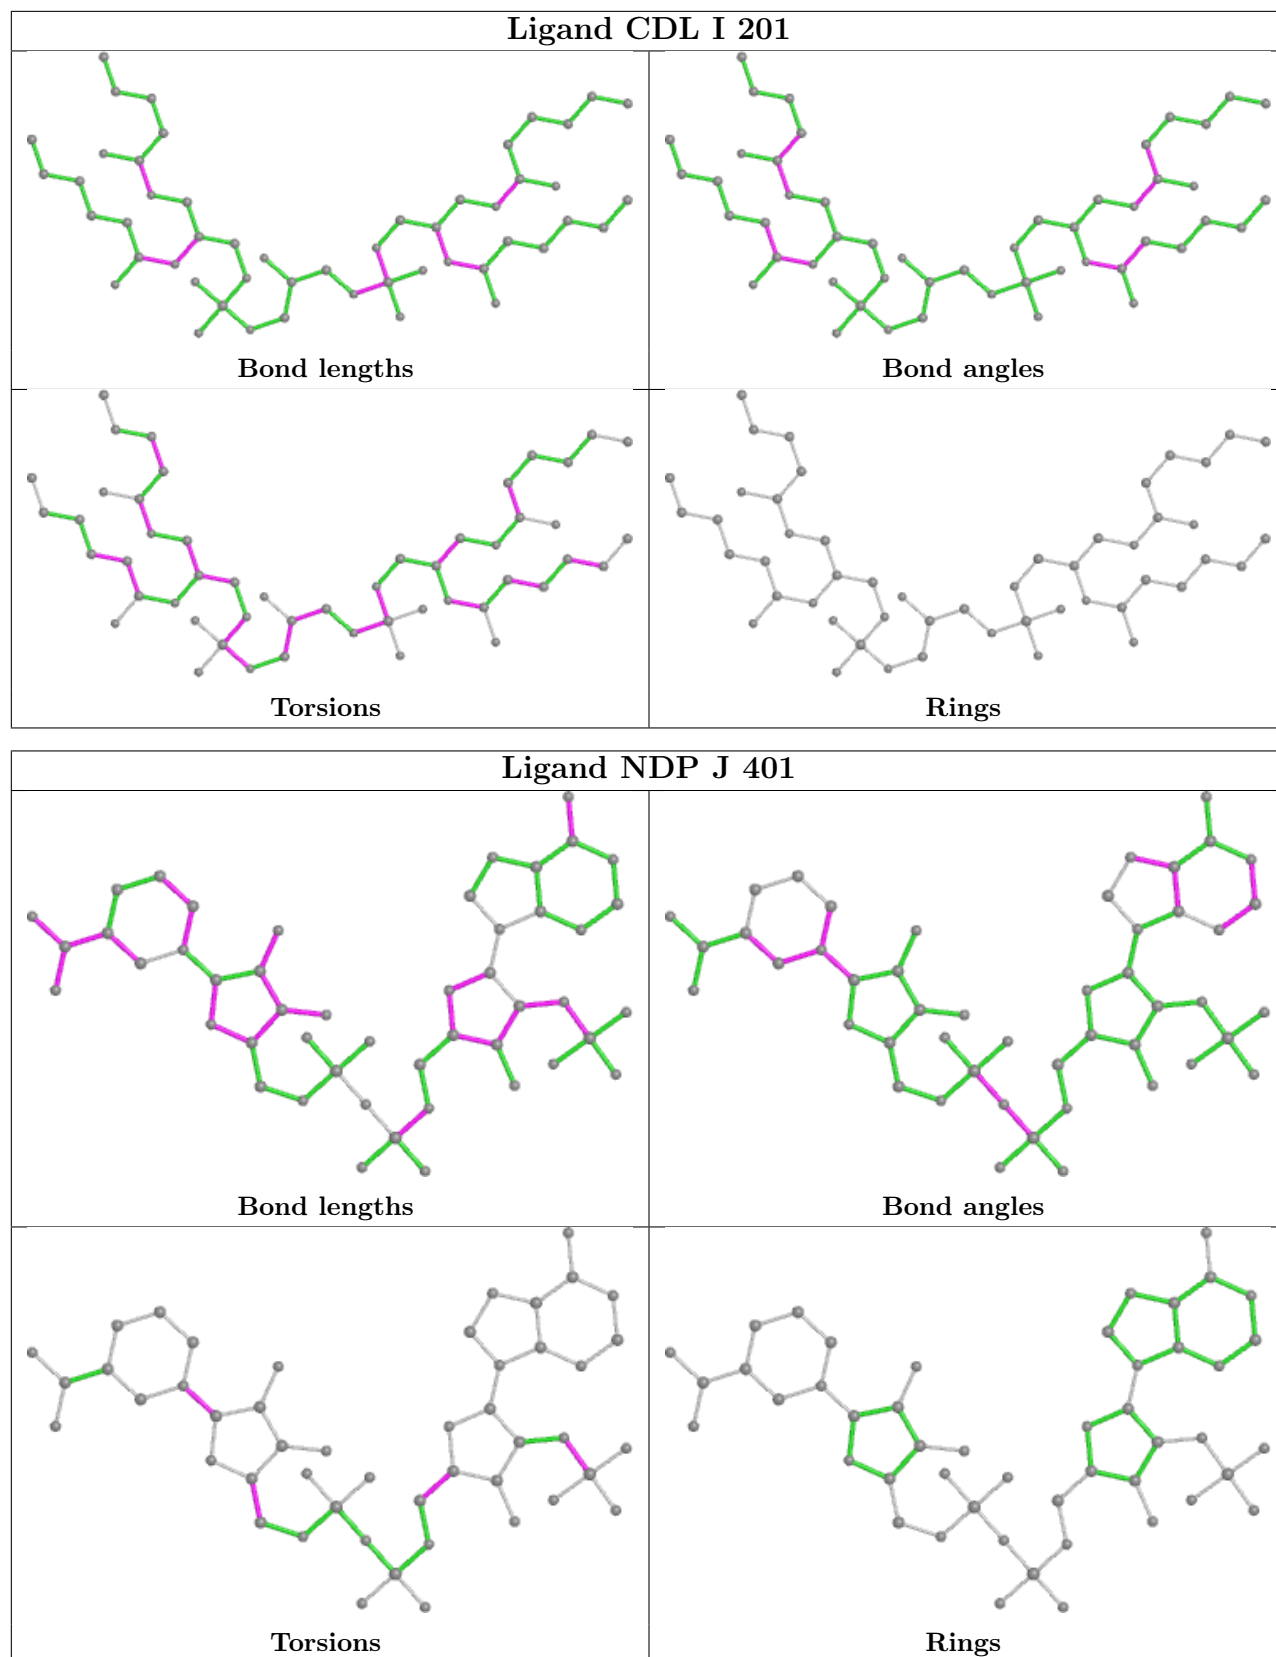 Ligand CDL I 201
Bond lengths
Bond angles
Torsions
Rings
Ligand NDP J 401
Bond lengths
Bond angles
Torsions
Rings